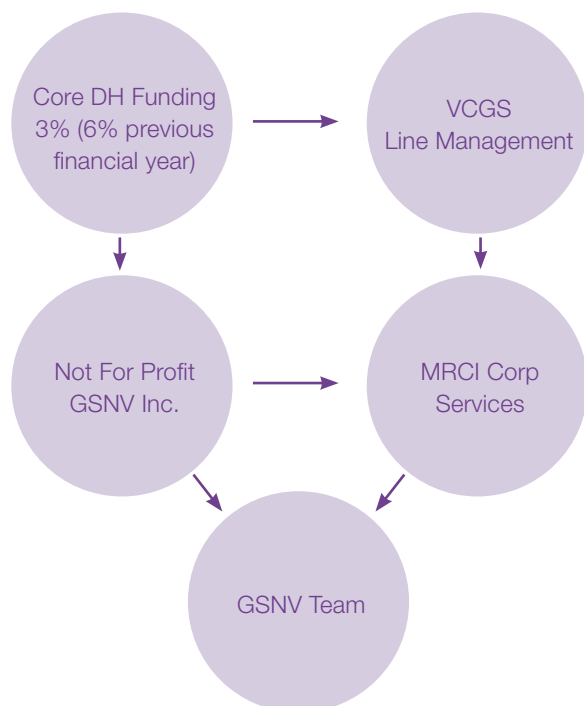 Core DH Funding
3% (6% previous
financial year)
VCGS
Line Management
Not For Profit
GSNV Inc.
MRCI Corp
Services
GSNV Team